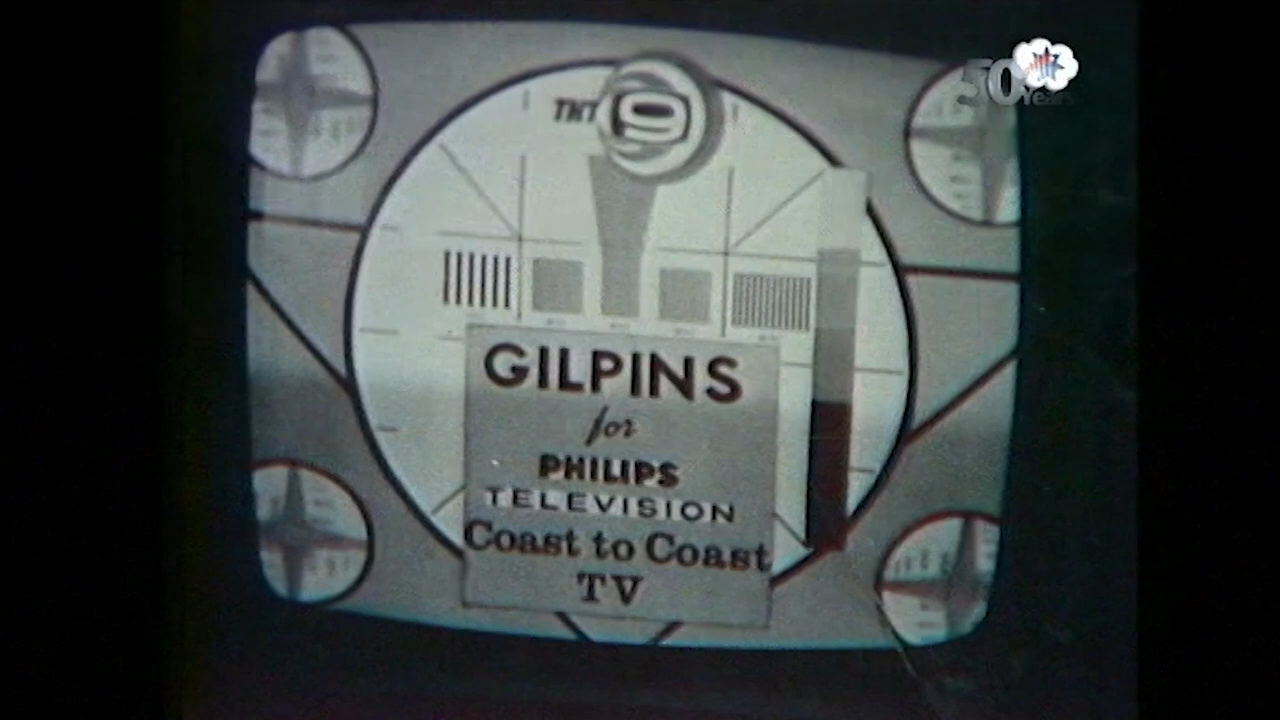 TNT 9
50 Years
GILPINS
for
PHILIPS
TELEVISION
Coast to Coast
TV